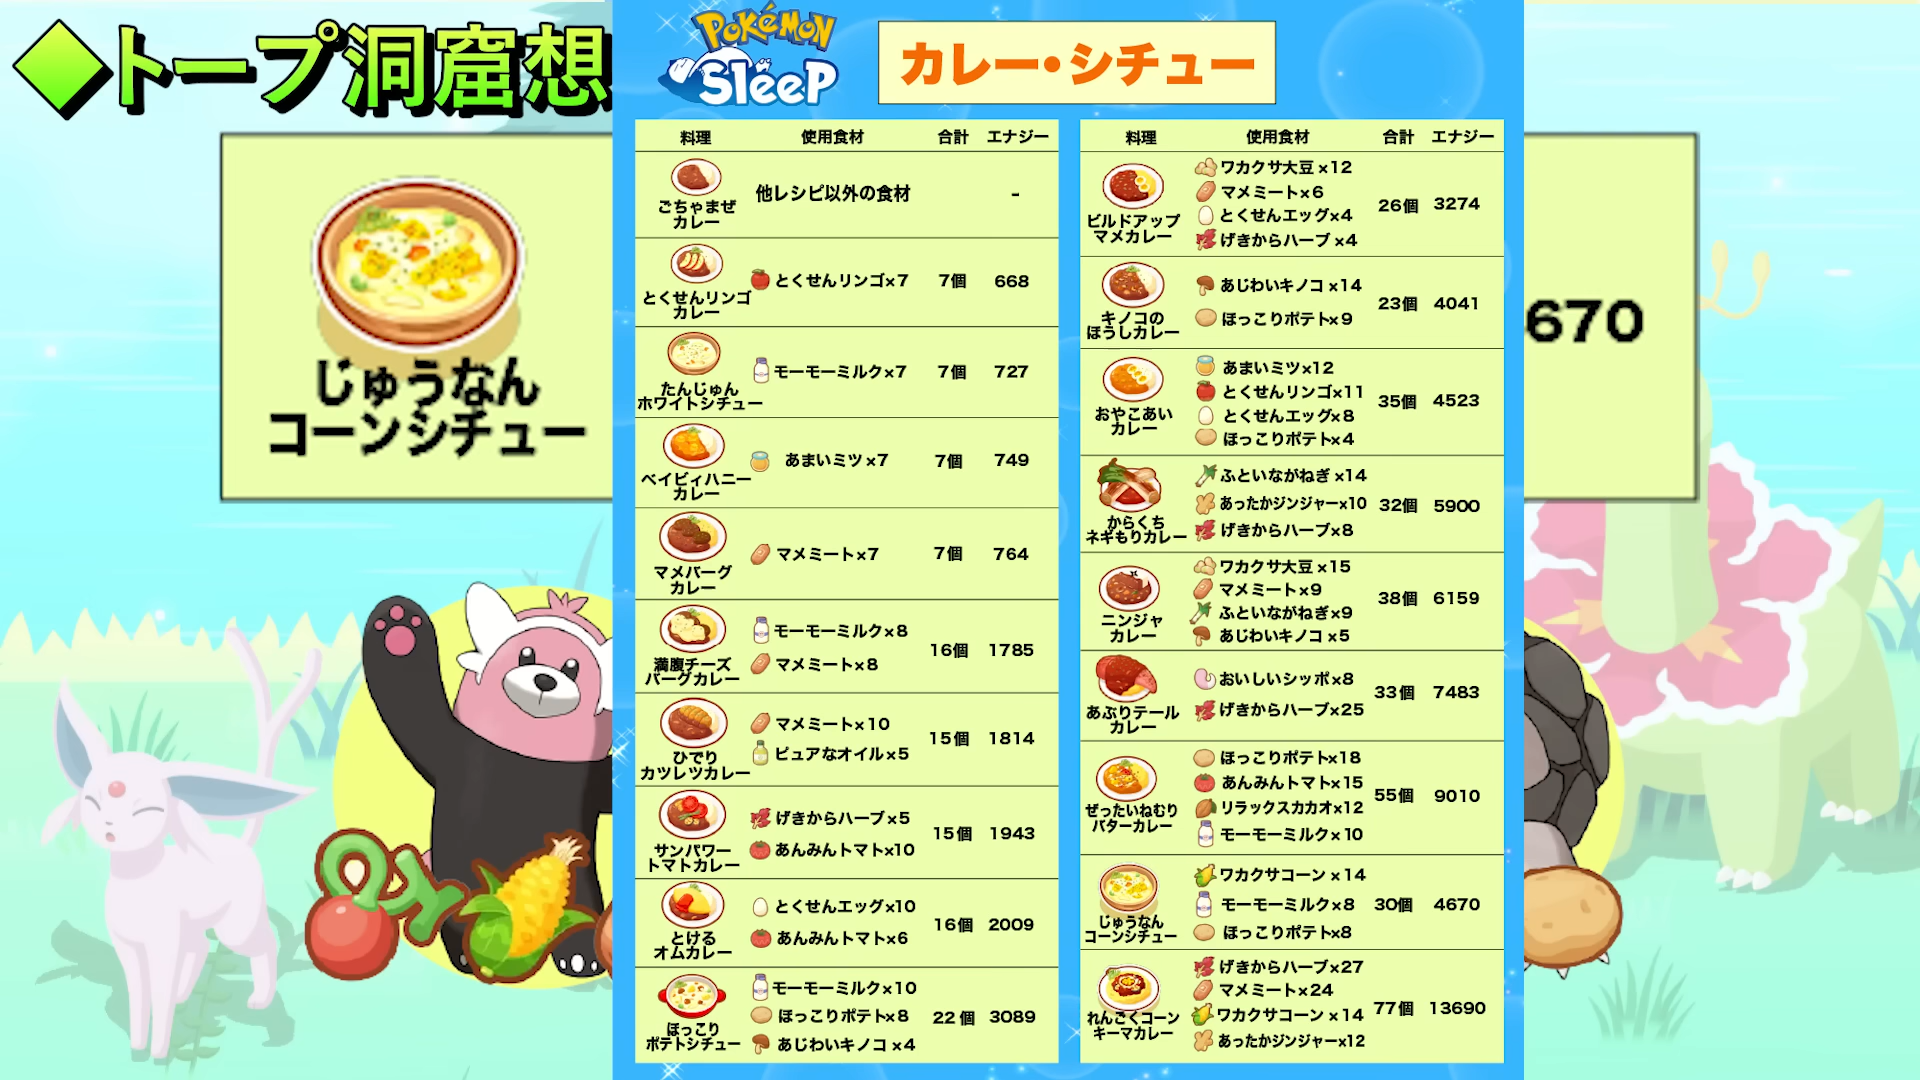 ◆トープ洞窟想
じゅうなん
コーンシチュー
670
Pokémon
Sleep
カレー・シチュー
料理 使用食材 合計 エナジー
ごちゃまぜ
カレー
他レシピ以外の食材 -
とくせんリンゴ
カレー
とくせんリンゴ×7 7個 668
たんじゅん
ホワイトシチュー
モーモーミルク×7 7個 727
ベイビィハニー
カレー
あまいミツ×7 7個 749
マメバーグ
カレー
マメミート×7 7個 764
満腹チーズ
バーグカレー
モーモーミルク×8
マメミート×8
16個 1785
ひでり
カツレツカレー
マメミート×10
ピュアなオイル×5
15個 1814
サンパワー
トマトカレー
げきからハーブ×5
あんみんトマト×10
15個 1943
とける
オムカレー
とくせんエッグ×10
あんみんトマト×6
16個 2009
ほっこり
ポテトシチュー
モーモーミルク×10
ほっこりポテト×8
あじわいキノコ×4
22個 3089
料理 使用食材 合計 エナジー
ビルドアップ
マメカレー
ワカクサ大豆×12
マメミート×6
とくせんエッグ×4
げきからハーブ×4
26個 3274
キノコの
ほうしカレー
あじわいキノコ×14
ほっこりポテト×9
23個 4041
おやこあい
カレー
あまいミツ×12
とくせんリンゴ×11
とくせんエッグ×8
ほっこりポテト×4
35個 4523
からくち
ネギもりカレー
ふといながねぎ×14
あったかジンジャー×10
げきからハーブ×8
32個 5900
ニンジャ
カレー
ワカクサ大豆×15
マメミート×9
ふといながねぎ×9
あじわいキノコ×5
38個 6159
あぶりテール
カレー
おいしいシッポ×8
げきからハーブ×25
33個 7483
ぜったいねむり
バターカレー
ほっこりポテト×18
あんみんトマト×15
リラックスカカオ×12
モーモーミルク×10
55個 9010
じゅうなん
コーンシチュー
ワカクサコーン×14
モーモーミルク×8
ほっこりポテト×8
30個 4670
れんごくコーン
キーマカレー
げきからハーブ×27
マメミート×24
ワカクサコーン×14
あったかジンジャー×12
77個 13690